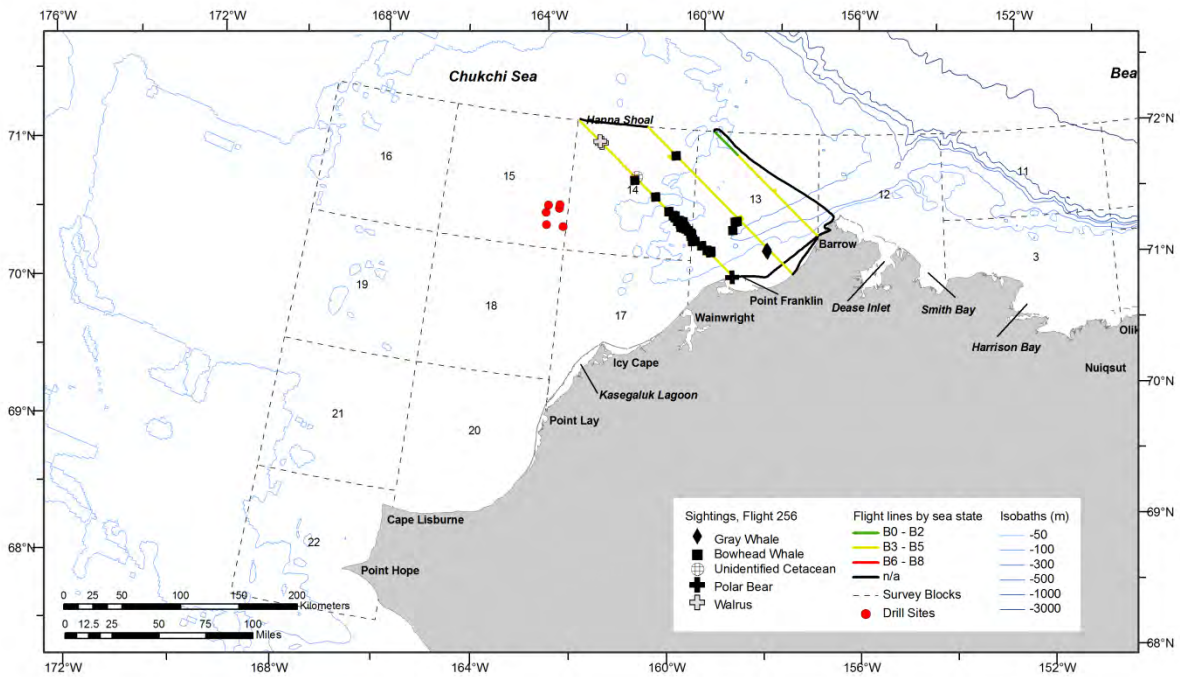 176°W 172°W 168°W 164°W 160°W 156°W 152°W
Chukchi Sea
Bea
72°N
71°N
Hanna Shoal
16
15
14
13
12
11
Barrow
71°N
3
70°N
19
18
17
Point Franklin
Wainwright
Dease Inlet
Smith Bay
Harrison Bay
Olik
Nuiqsut
Icy Cape
Kasegaluk Lagoon
70°N
69°N
21
20
Point Lay
69°N
Cape Lisburne
68°N
22
Point Hope
68°N
0 25 50 100 150 200
Kilometers
0 12.5 25 50 75 100
Miles
Sightings, Flight 256
Gray Whale
Bowhead Whale
Unidentified Cetacean
Polar Bear
Walrus
Flight lines by sea state
B0 - B2
B3 - B5
B6 - B8
n/a
Survey Blocks
Drill Sites
Isobaths (m)
-50
-100
-300
-500
-1000
-3000
172°W 168°W 164°W 160°W 156°W 152°W